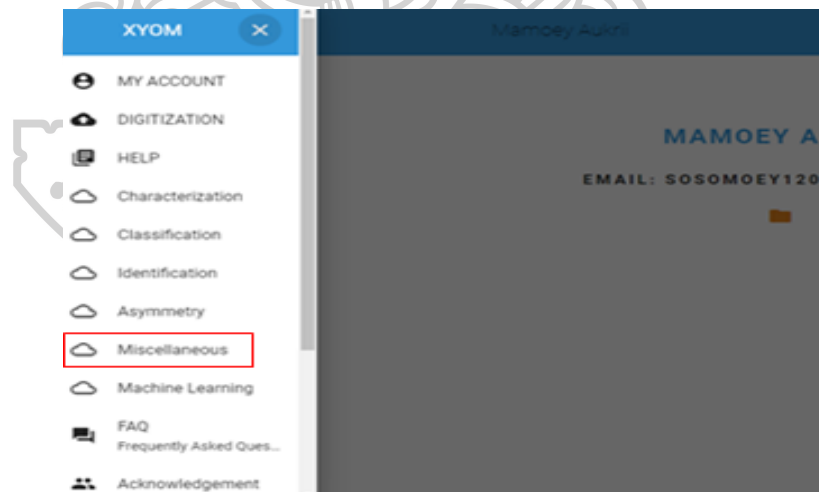 XYOM
Mamoey Aukni
MY ACCOUNT
DIGITIZATION
HELP
Characterization
Classification
Identification
Asymmetry
Miscellaneous
Machine Learning
FAQ
Frequently Asked Ques...
Acknowledgement
MAMOEY A
EMAIL: SOSOMOEY120